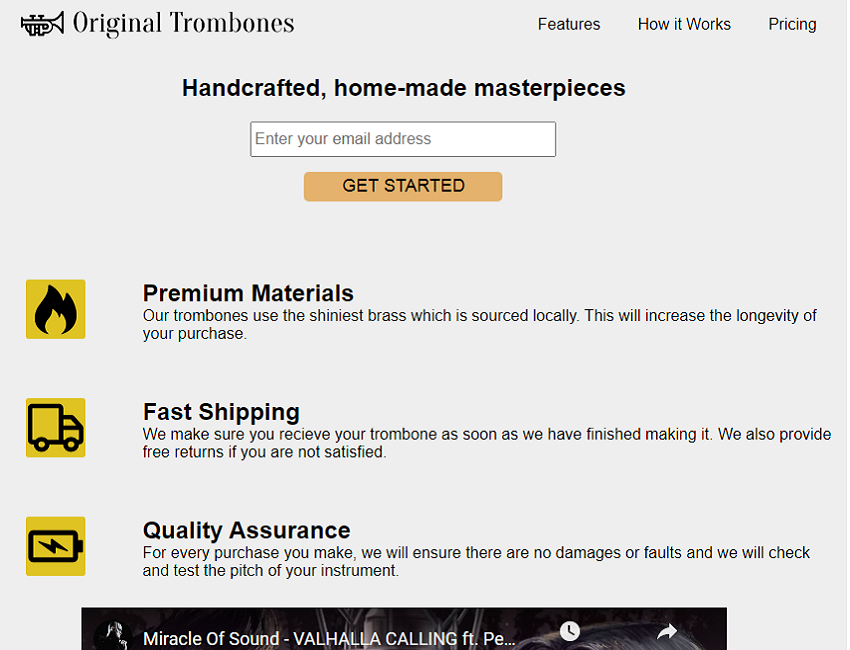 Original Trombones
Features
How it Works
Pricing
Handcrafted, home-made masterpieces
Enter your email address
GET STARTED
Premium Materials
Our trombones use the shiniest brass which is sourced locally. This will increase the longevity of
your purchase.
Fast Shipping
We make sure you recieve your trombone as soon as we have finished making it. We also provide
free returns if you are not satisfied.
Quality Assurance
For every purchase you make, we will ensure there are no damages or faults and we will check
and test the pitch of your instrument.
Miracle Of Sound - VALHALLA CALLING ft. Pe...